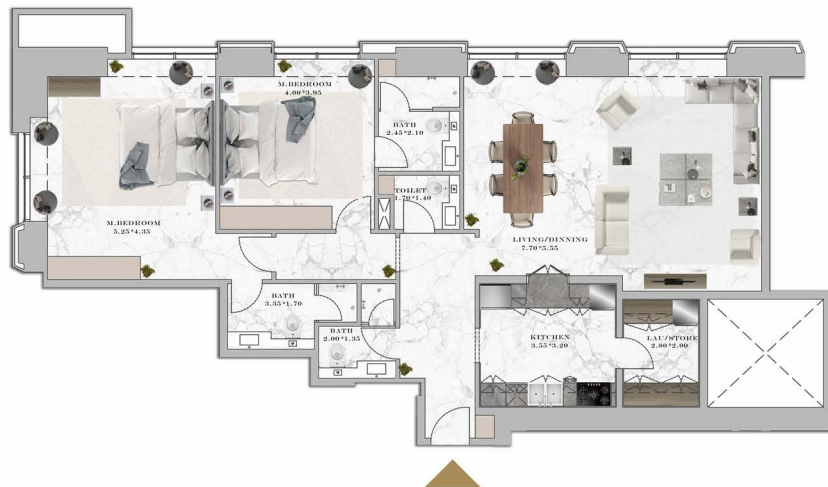 M.BEDROOM
4.00*3.95
BATH
2.45*2.10
TOILET
1.70*1.40
M.BEDROOM
5.25*4.35
LIVING/DINNING
7.70*5.55
BATH
3.35*1.70
BATH
2.00*1.35
KITCHEN
3.55*3.20
LAU/STORE
2.80*2.00